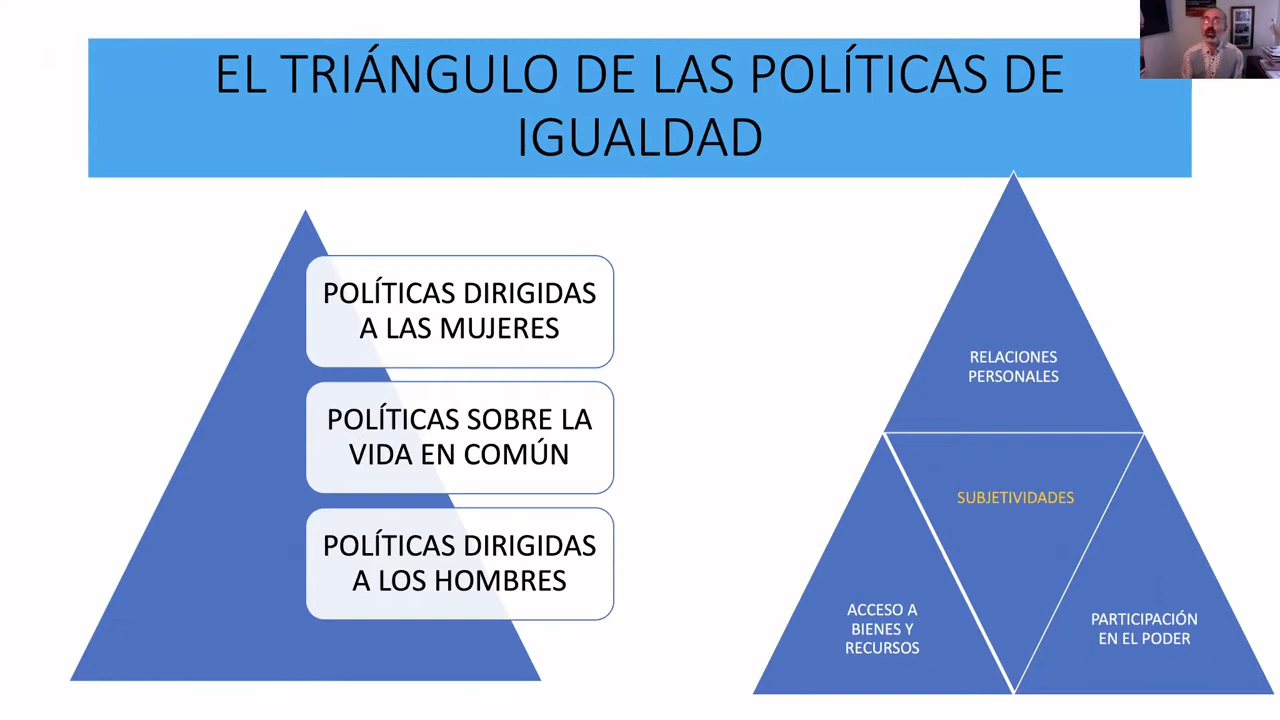 EL TRIÁNGULO DE LAS POLÍTICAS DE
IGUALDAD
POLÍTICAS DIRIGIDAS
A LAS MUJERES
POLÍTICAS SOBRE LA
VIDA EN COMÚN
POLÍTICAS DIRIGIDAS
A LOS HOMBRES
RELACIONES
PERSONALES
SUBJETIVIDADES
ACCESO A
BIENES Y
RECURSOS
PARTICIPACIÓN
EN EL PODER